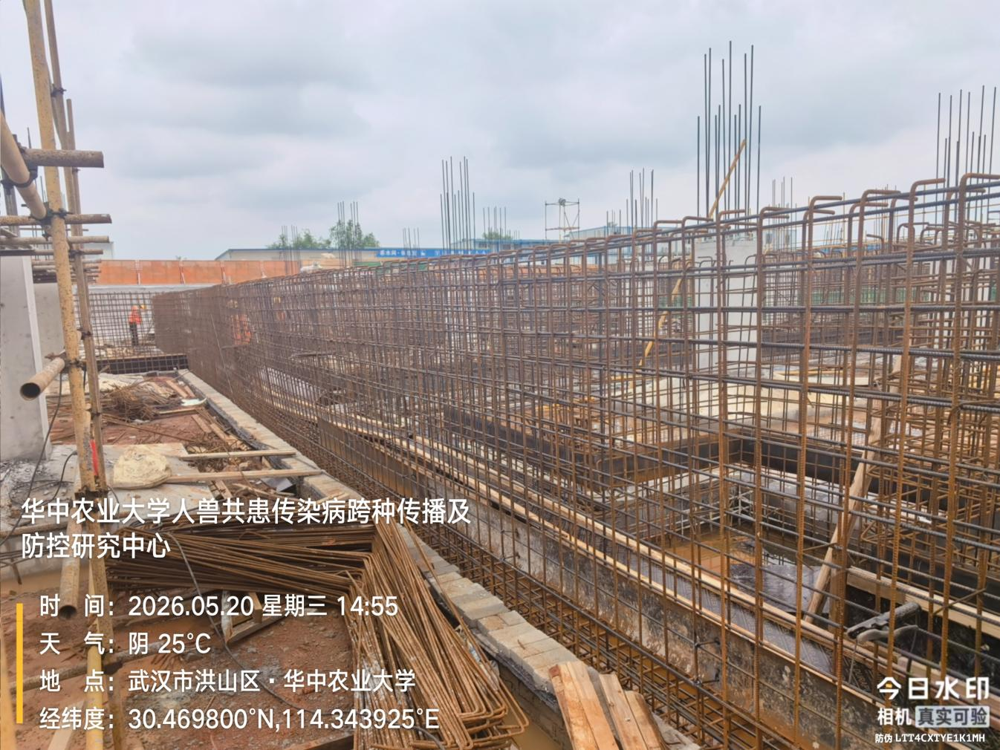 华中农业大学人兽共患传染病跨种传播及
防控研究中心
时 间：2026.05.20 星期三 14:55
天 气：阴 25°C
地 点：武汉市洪山区·华中农业大学
经纬度：30.469800°N,114.343925°E
今日水印
相机 真实可验
防伪 LTT4CXTYE1K1MH